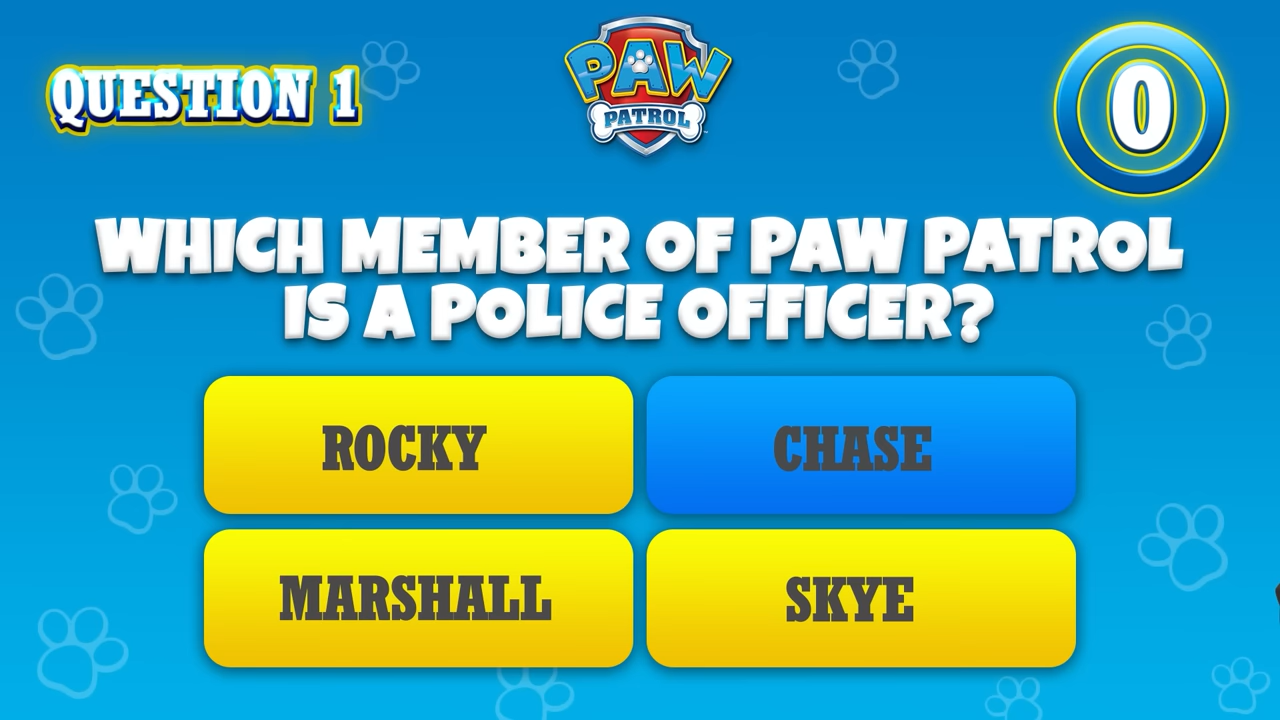 QUESTION 1
PAW
PATROL
0
WHICH MEMBER OF PAW PATROL
IS A POLICE OFFICER?
ROCKY
CHASE
MARSHALL
SKYE